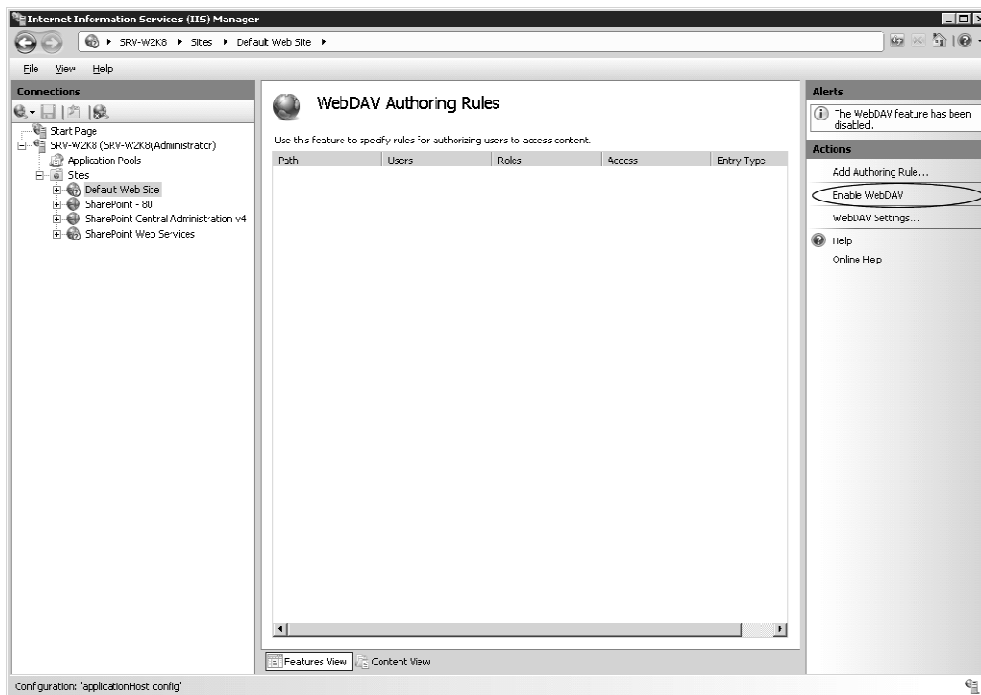 Internet Information Services (IIS) Manager
SRV-W2K8 Sites Default Web Site
File View Help
Connections
Start Page
SRV-W2K8 (SRV-W2K8\Administrator)
Application Pools
Sites
Default Web Site
SharePoint - 80
SharePoint Central Administration v4
SharePoint Web Services
WebDAV Authoring Rules
Use this feature to specify rules for authorizing users to access content.
Path Users Roles Access Entry Type
Features View Content View
Alerts
The WebDAV feature has been
disabled.
Actions
Add Authoring Rule...
Enable WebDAV
WebDAV Settings...
Help
Online Help
Configuration: 'applicationHost.config'